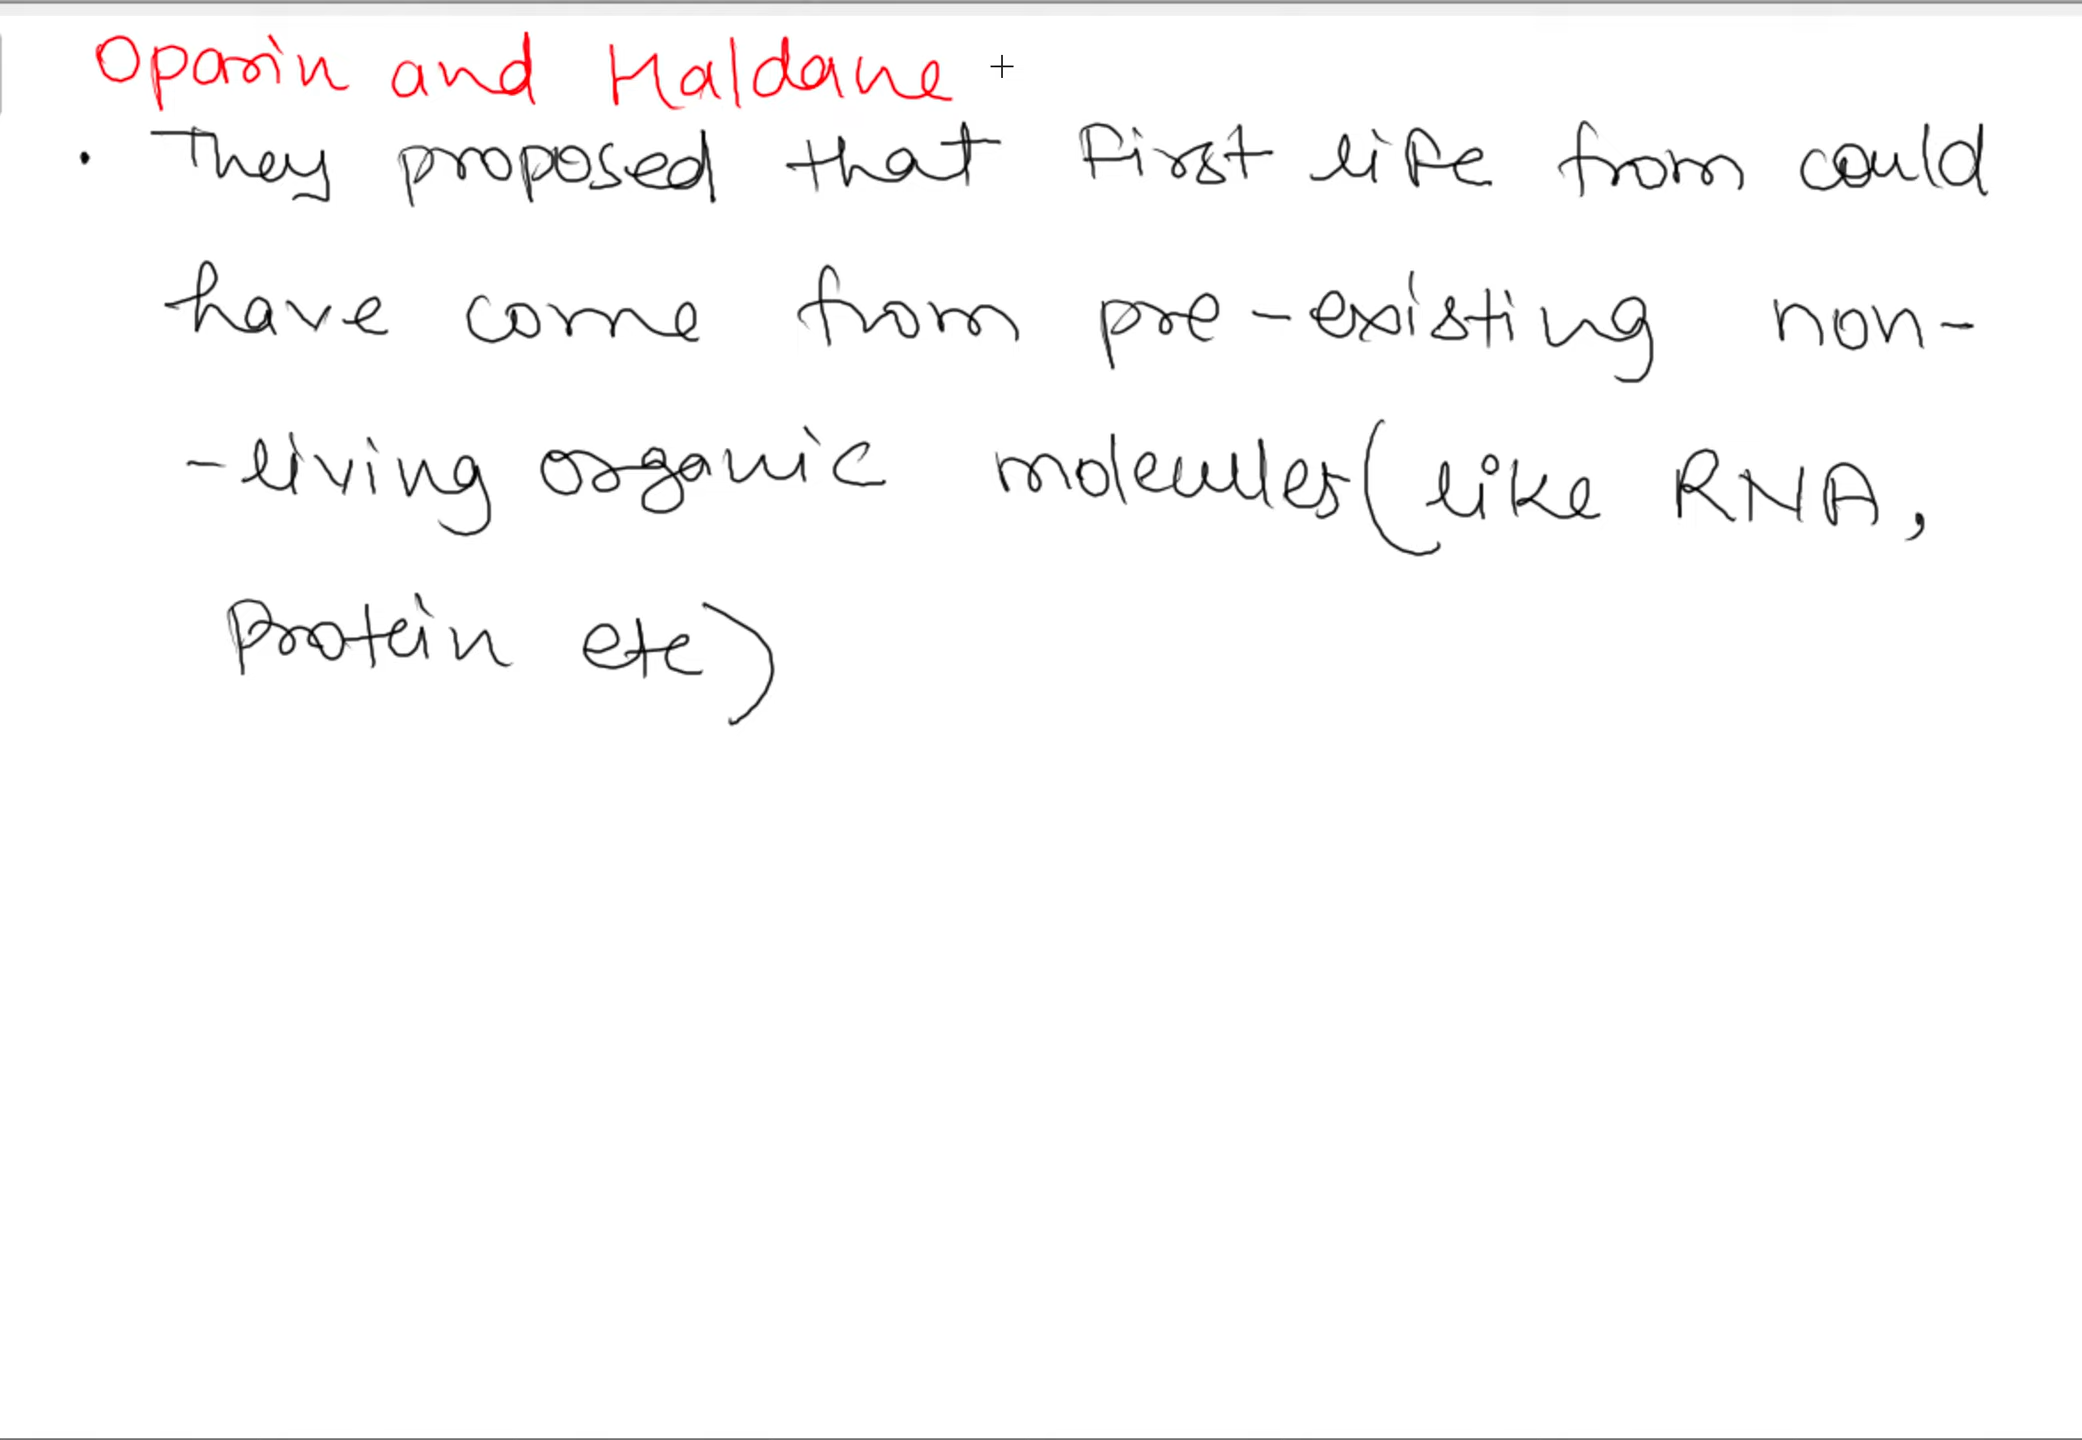 Oparin and Haldane
• They proposed that first life from could
have come from pre-existing non-
-living organic molecules(like RNA,
Protein etc)